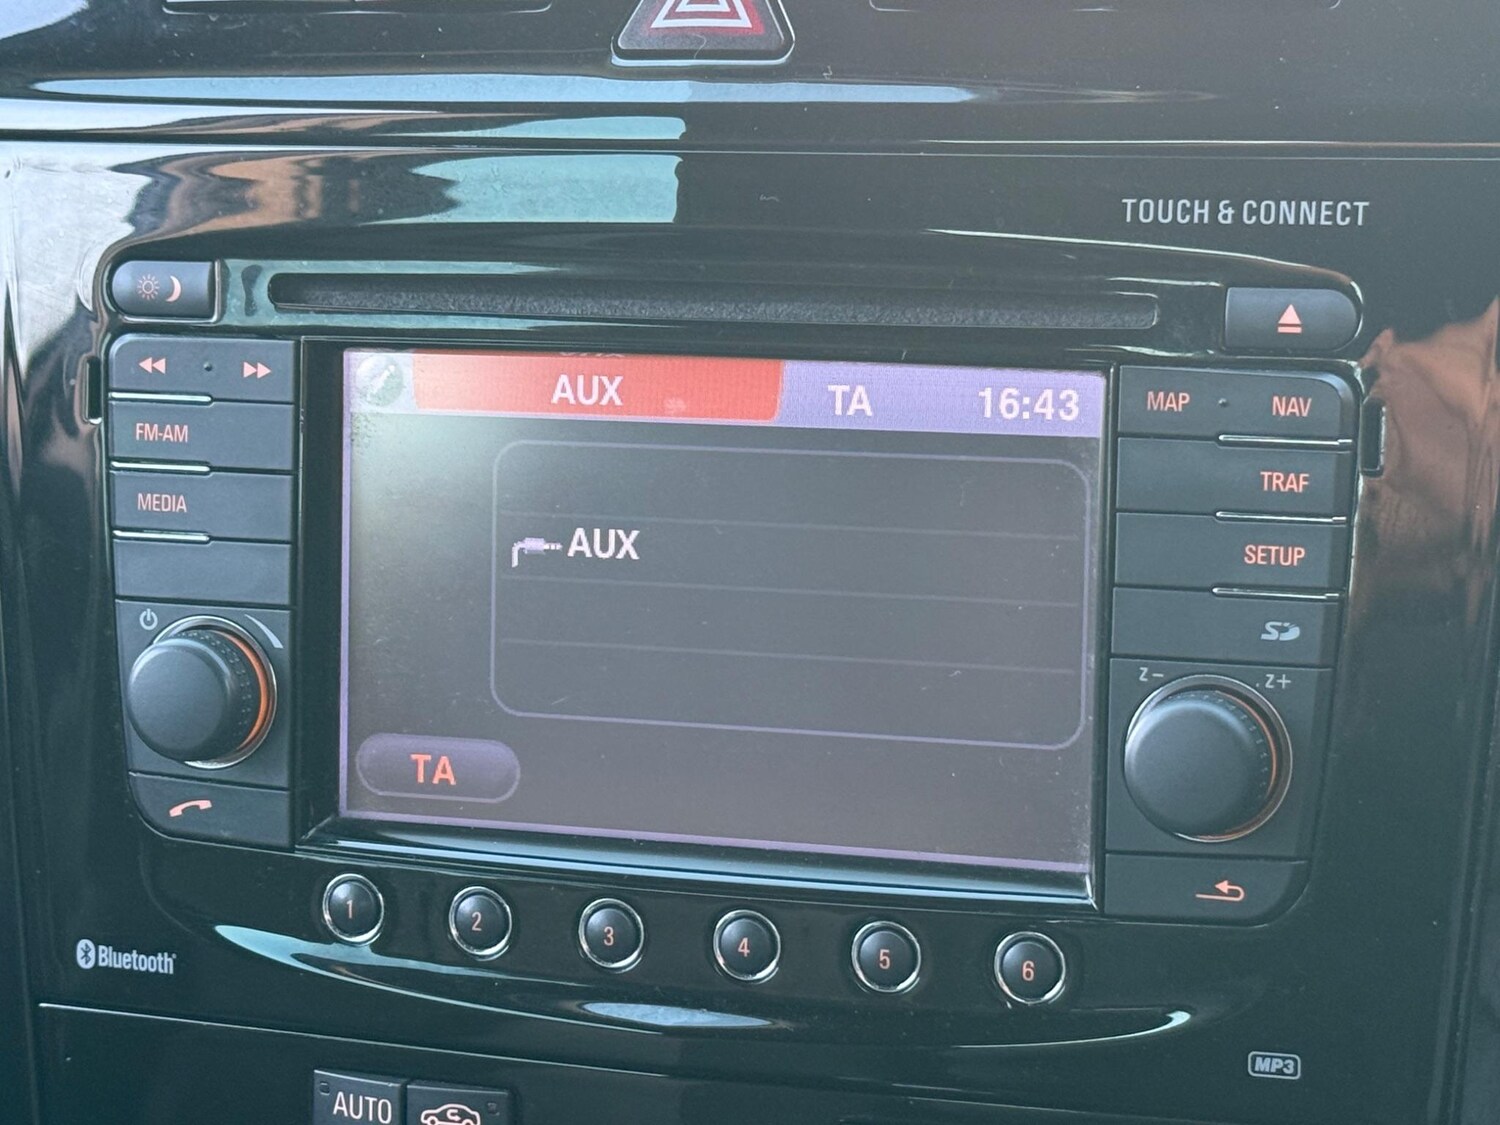 TOUCH & CONNECT
AUX TA 16:43
FM-AM
MEDIA
MAP NAV
TRAF
SETUP
SD
Z- Z+
AUX
TA
1 2 3 4 5 6
Bluetooth
MP3
AUTO